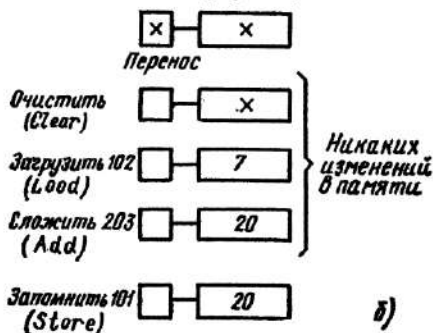 × ×
Перенос
Очистить
(Clear)
×
Загрузить 102
(Load)
7
Сложить 203
(Add)
20
Никаких
изменений
в памяти
Запомнить 101
(Store)
20
б)